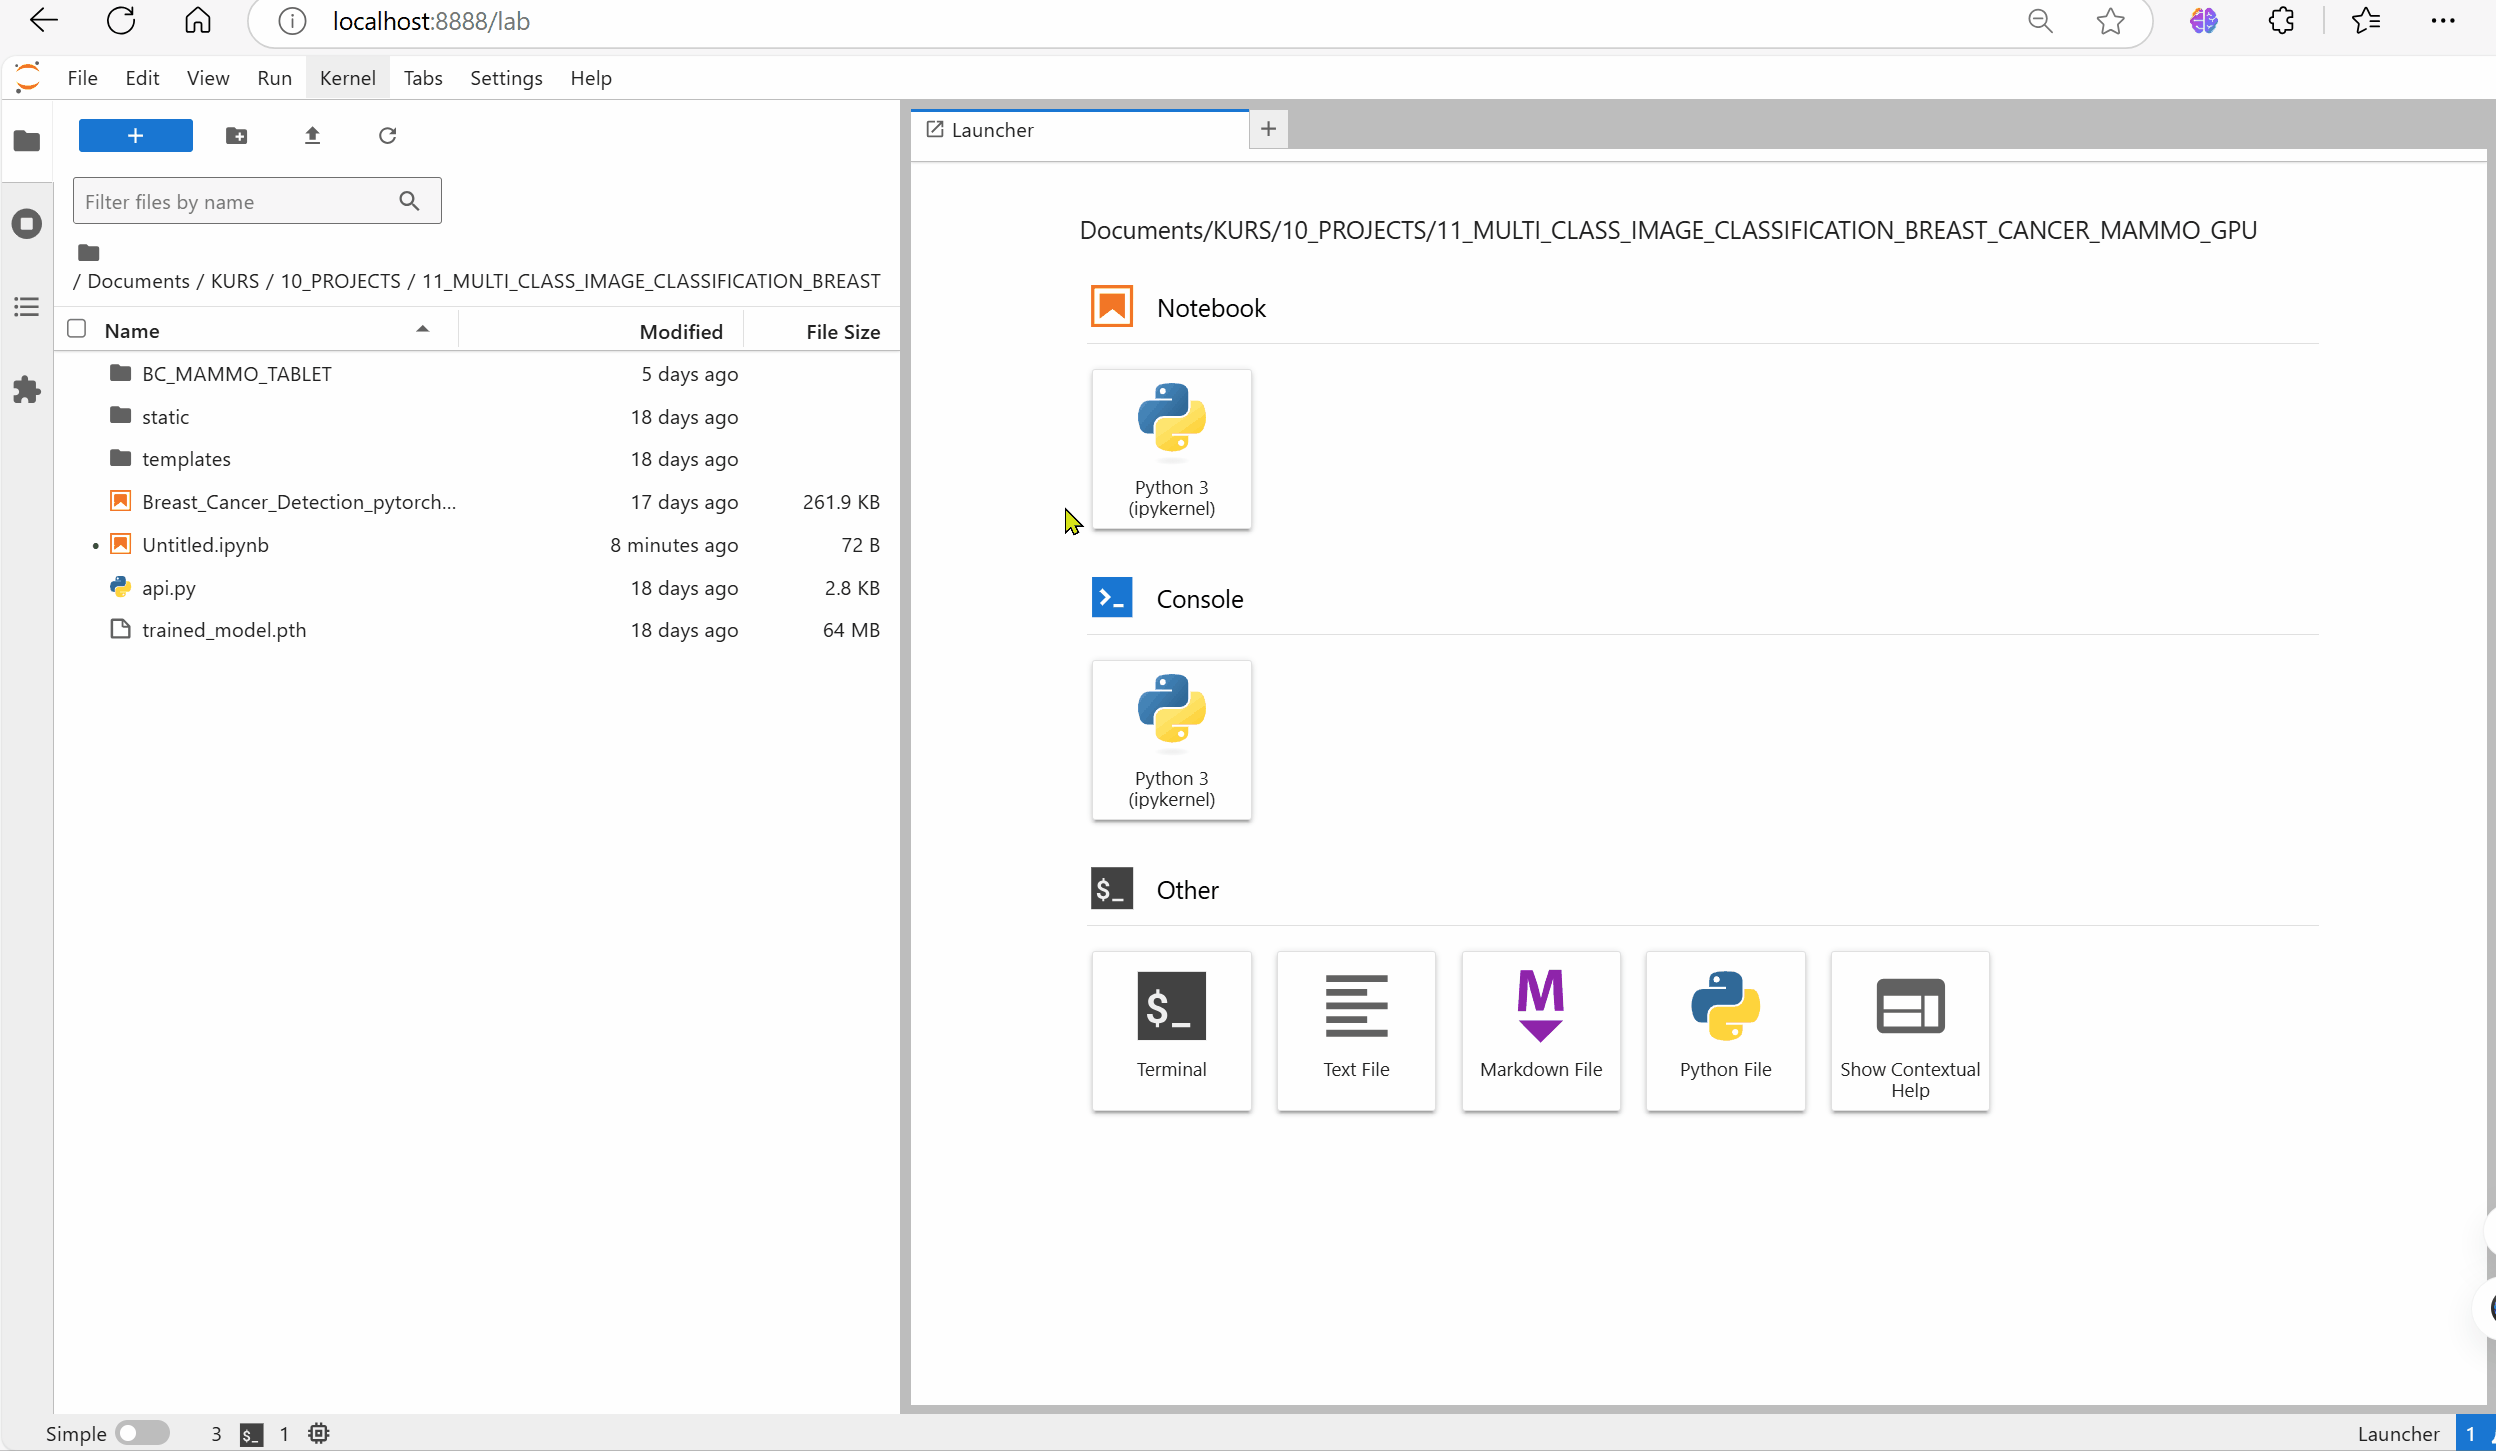 localhost:8888/lab
File Edit View Run Kernel Tabs Settings Help
+
Launcher
+
Filter files by name
/ Documents / KURS / 10_PROJECTS / 11_MULTI_CLASS_IMAGE_CLASSIFICATION_BREAST
Name Modified File Size
BC_MAMMO_TABLET 5 days ago
static 18 days ago
templates 18 days ago
Breast_Cancer_Detection_pytorch... 17 days ago 261.9 KB
• Untitled.ipynb 8 minutes ago 72 B
api.py 18 days ago 2.8 KB
trained_model.pth 18 days ago 64 MB
Documents/KURS/10_PROJECTS/11_MULTI_CLASS_IMAGE_CLASSIFICATION_BREAST_CANCER_MAMMO_GPU
Notebook
Python 3
(ipykernel)
Console
Python 3
(ipykernel)
$_ Other
$_
Terminal
Text File
M
Markdown File
Python File
Show Contextual
Help
Simple 3 $_ 1
Launcher 1